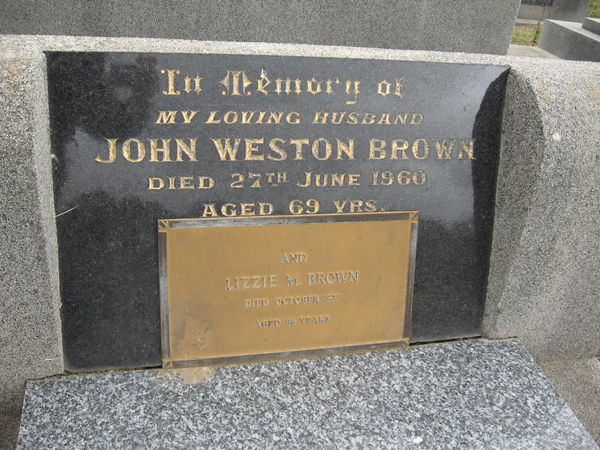 In Memory of
MY LOVING HUSBAND
JOHN WESTON BROWN
DIED 27TH JUNE 1960
AGED 69 YRS.
AND
LIZZIE M. BROWN
DIED OCTOBER
AGED YEARS